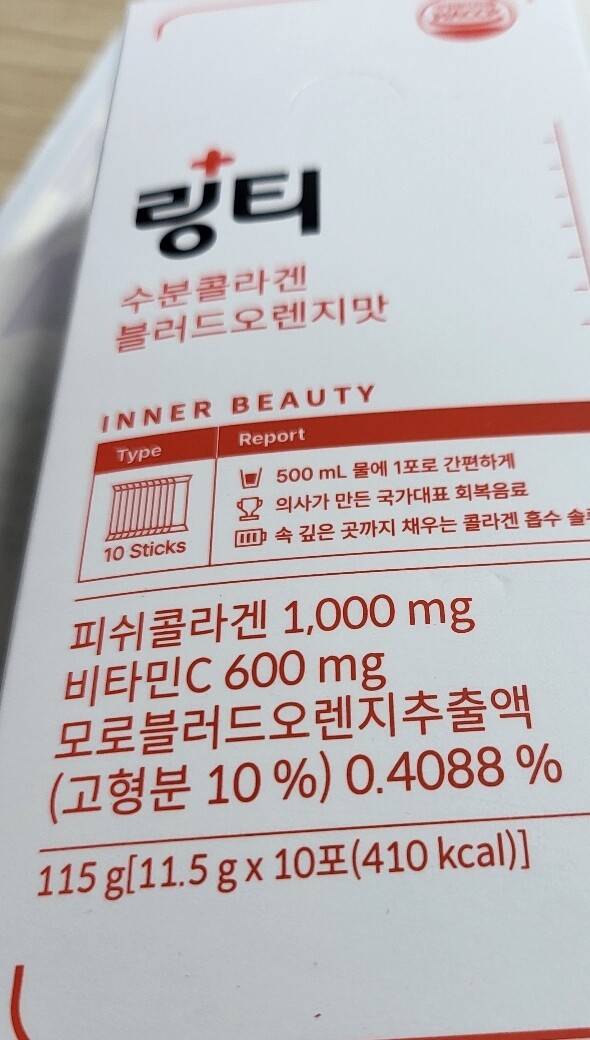 링티
수분콜라겐
블러드오렌지맛
INNER BEAUTY
Type
Report
10 Sticks
500 mL 물에 1포로 간편하게
의사가 만든 국가대표 회복음료
속 깊은 곳까지 채우는 콜라겐 흡수
피쉬콜라겐 1,000 mg
비타민C 600 mg
모로블러드오렌지추출액
(고형분 10 %) 0.4088 %
115 g[11.5 g x 10포(410 kcal)]